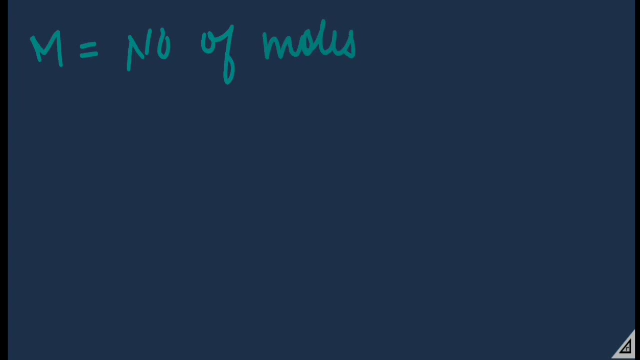 M = NO of moles